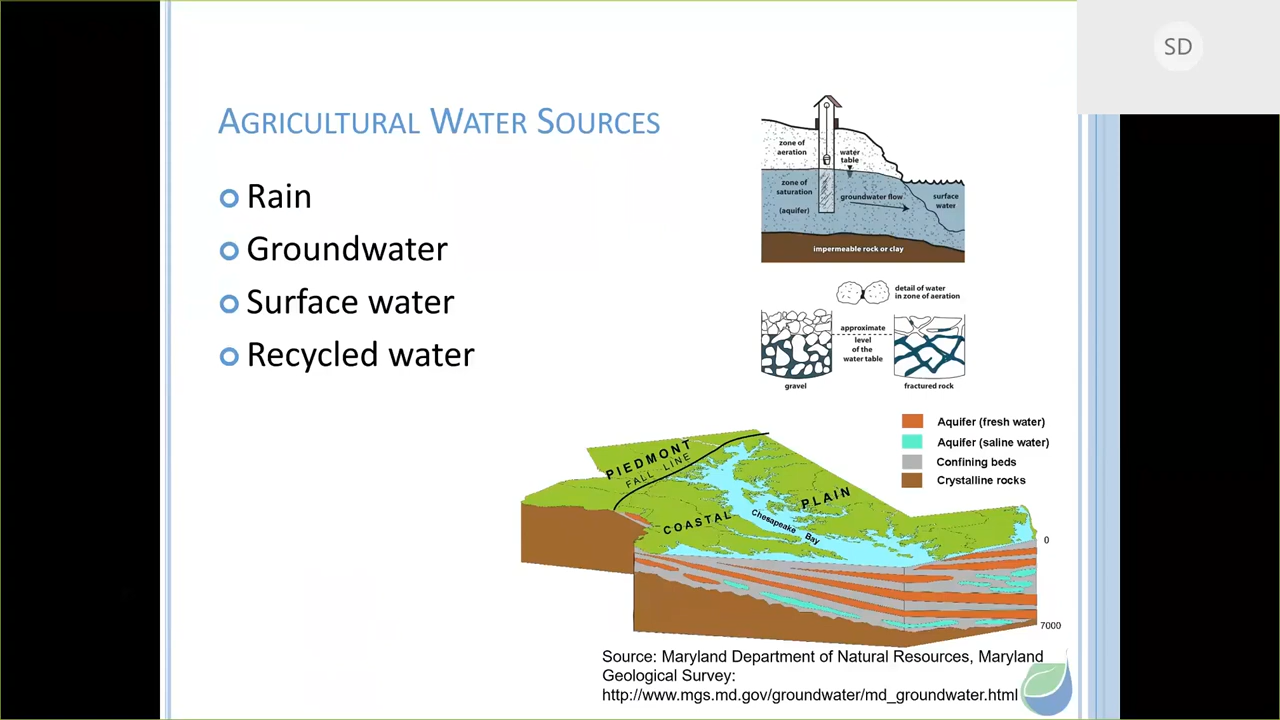 SD
AGRICULTURAL WATER SOURCES
Rain
Groundwater
Surface water
Recycled water
zone of
aeration
water
table
zone of
saturation
(aquifer)
groundwater flow
surface
water
impermeable rock or clay
detail of water
in zone of aeration
approximate
level
of the
water table
gravel
fractured rock
Aquifer (fresh water)
Aquifer (saline water)
Confining beds
Crystalline rocks
PIEDMONT
FALL LINE
COASTAL
PLAIN
Chesapeake
Bay
0
7000
Source: Maryland Department of Natural Resources, Maryland
Geological Survey:
http://www.mgs.md.gov/groundwater/md_groundwater.html